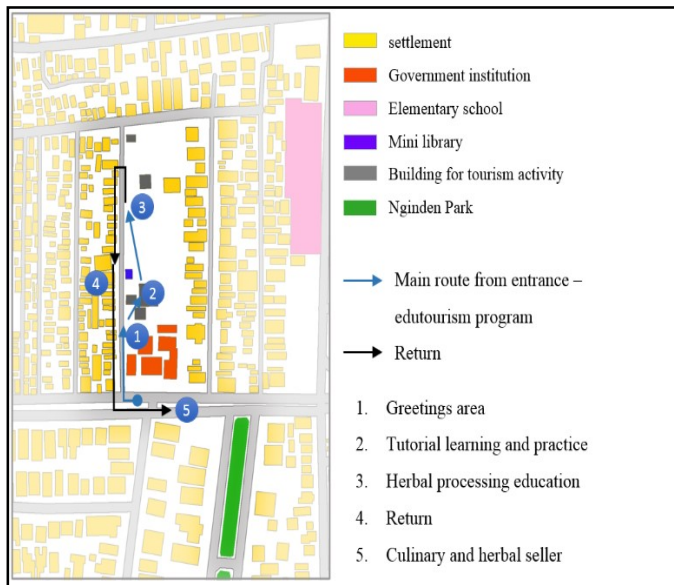 settlement
Government institution
Elementary school
Mini library
Building for tourism activity
Nginden Park
Main route from entrance –
edutourism program
Return
1. Greetings area
2. Tutorial learning and practice
3. Herbal processing education
4. Return
5. Culinary and herbal seller
3
4
2
1
5